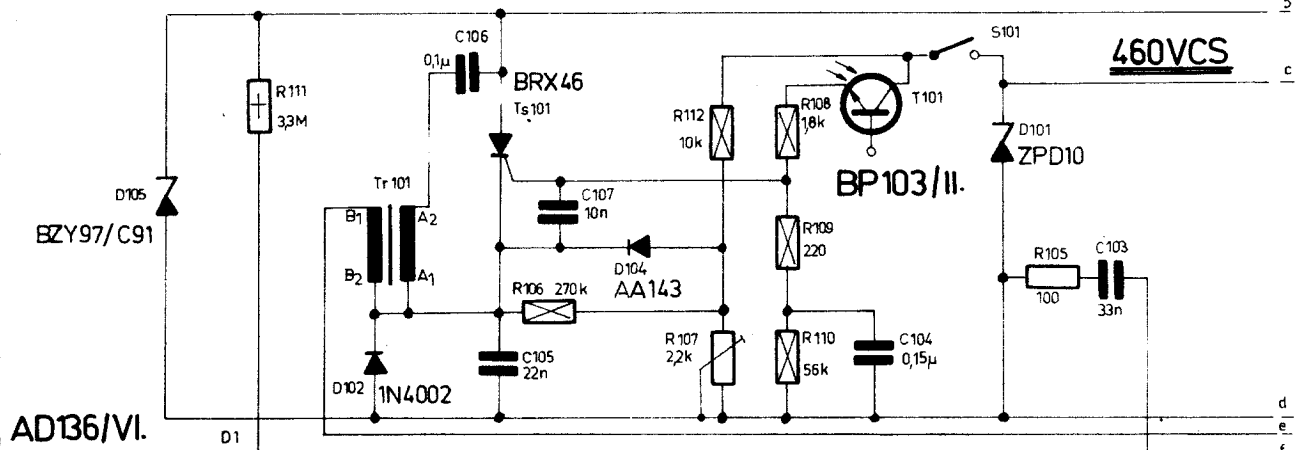 b
C106
0,1µ
BRX46
Ts101
S101
460VCS
c
R111
3,3M
R112
10k
R108
1,8k
T101
D101
ZPD10
BP103/II.
D105
BZY97/C91
Tr101
B1
A2
B2
A1
C107
10n
R109
220
D104
AA143
R106 270k
R105
100
C103
33n
R107
2,2k
R110
56k
C104
0,15µ
C105
22n
D102
1N4002
AD136/VI.
D1
d
e
f